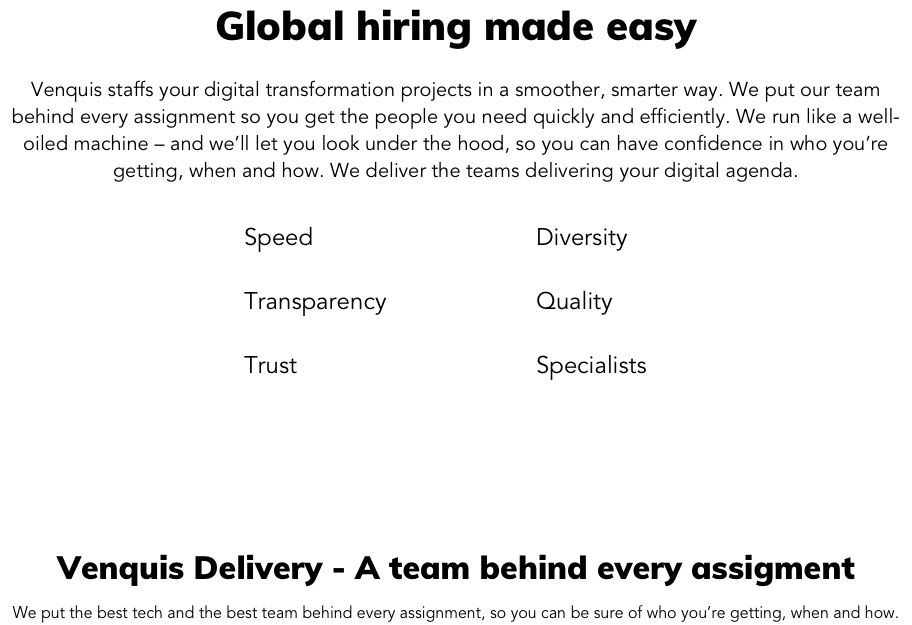 Global hiring made easy
Venquis staffs your digital transformation projects in a smoother, smarter way. We put our team
behind every assignment so you get the people you need quickly and efficiently. We run like a well-
oiled machine – and we’ll let you look under the hood, so you can have confidence in who you’re
getting, when and how. We deliver the teams delivering your digital agenda.
Speed
Diversity
Transparency
Quality
Trust
Specialists
Venquis Delivery - A team behind every assigment
We put the best tech and the best team behind every assignment, so you can be sure of who you’re getting, when and how.